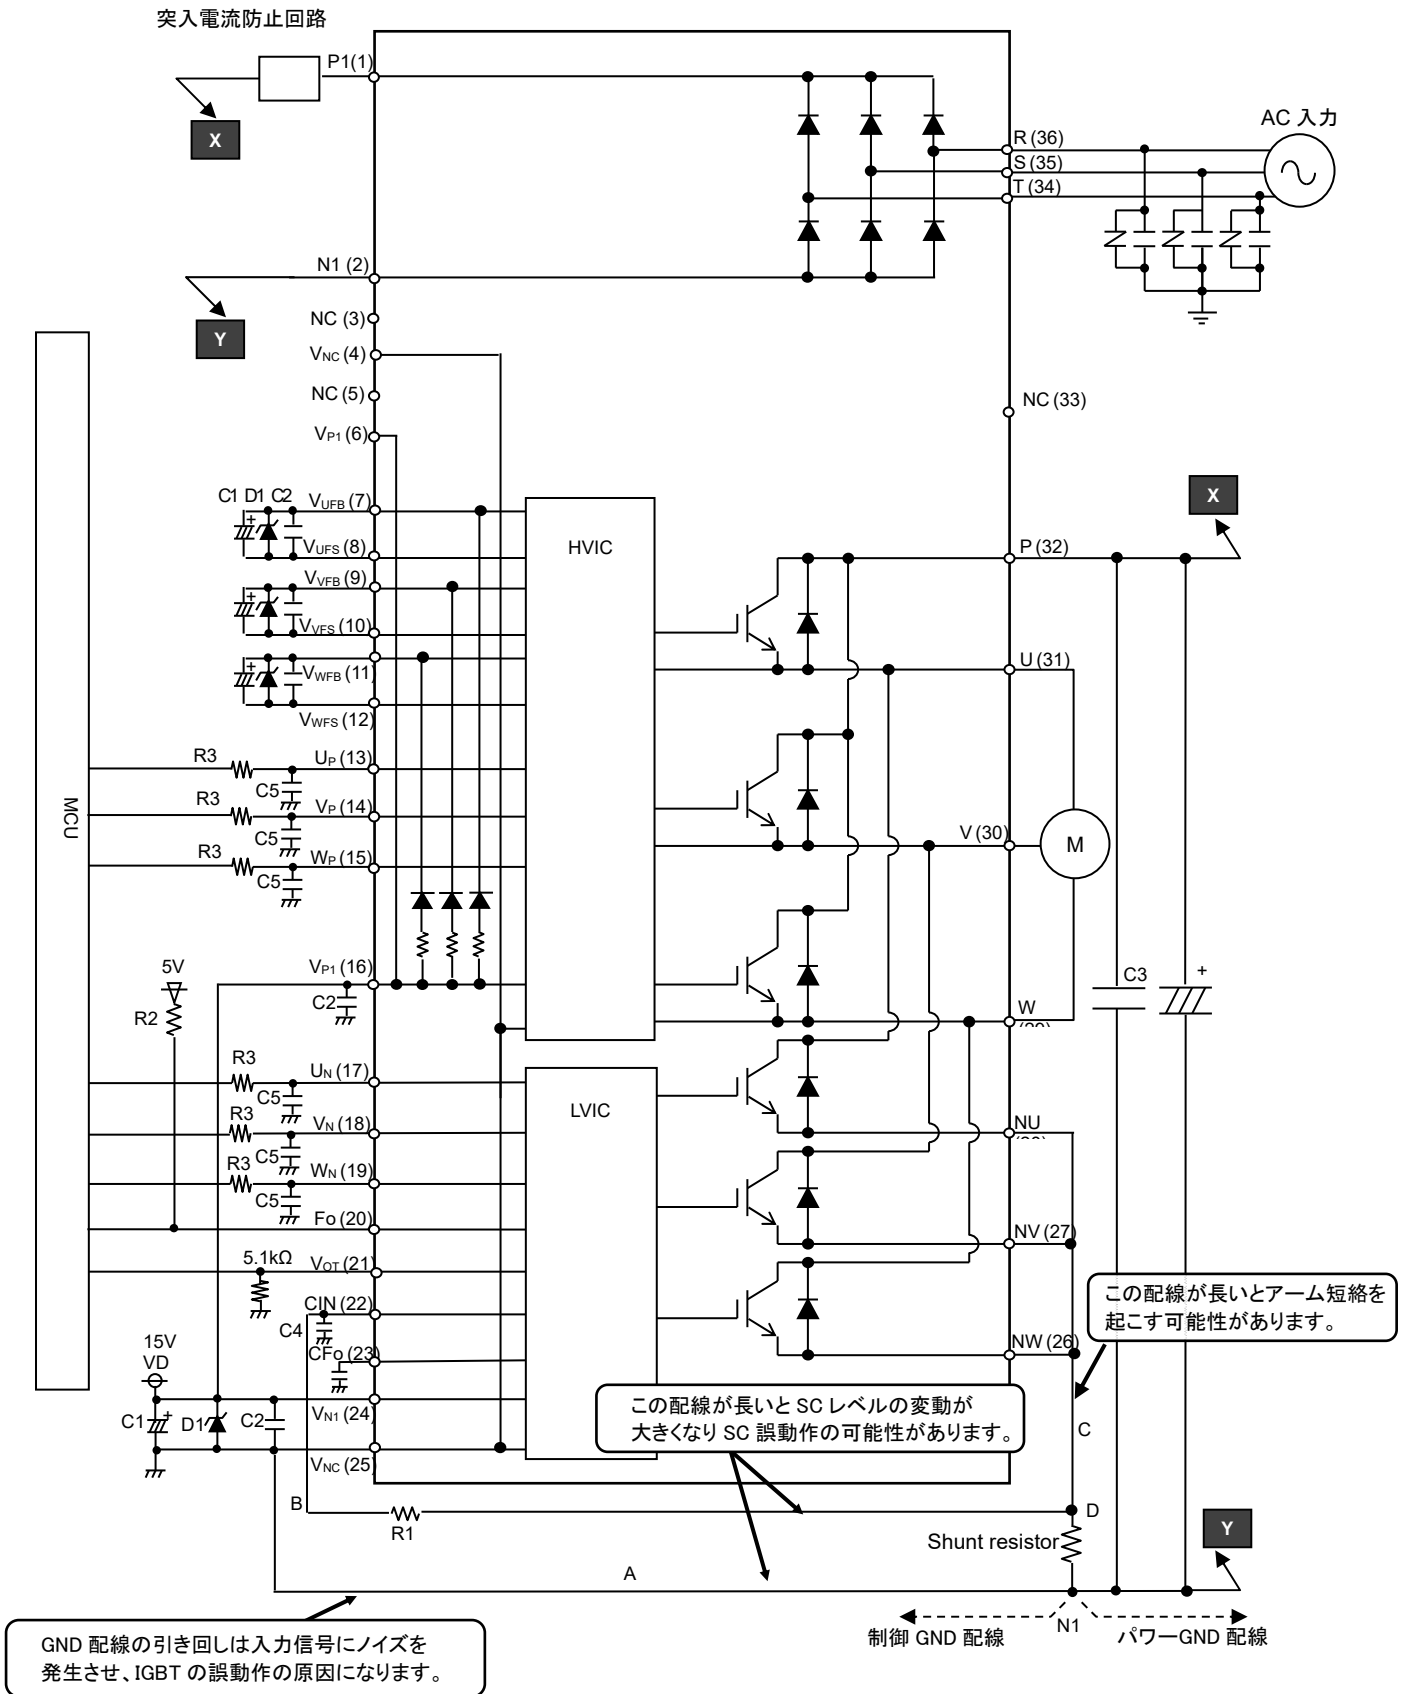 突入電流防止回路
P1(1)
X
AC 入力
R (36)
S (35)
T (34)
N1 (2)
Y
NC (3)
VNC (4)
NC (5)
VP1 (6)
NC (33)
C1 D1 C2
+
VUFB (7)
VUFS (8)
+
VVFB (9)
VVFS (10)
+
VWFB (11)
VWFS (12)
HVIC
X
P (32)
U (31)
V (30)
M
W
R3
UP (13)
C5
R3
VP (14)
C5
R3
WP (15)
C5
MCU
5V
R2
VP1 (16)
C2
C3
+
R3
UN (17)
C5
R3
VN (18)
C5
R3
WN (19)
C5
LVIC
NU
Fo (20)
NV (27)
5.1kΩ
VOT (21)
CIN (22)
C4
CFo (23)
NW (26)
この配線が長いとアーム短絡を
起こす可能性があります。
15V
VD
C1
+
D1
C2
VN1 (24)
VNC (25)
この配線が長いと SC レベルの変動が
大きくなり SC 誤動作の可能性があります。
C
B
R1
D
Shunt resistor
Y
A
N1
制御 GND 配線
パワーGND 配線
GND 配線の引き回しは入力信号にノイズを
発生させ、IGBT の誤動作の原因になります。